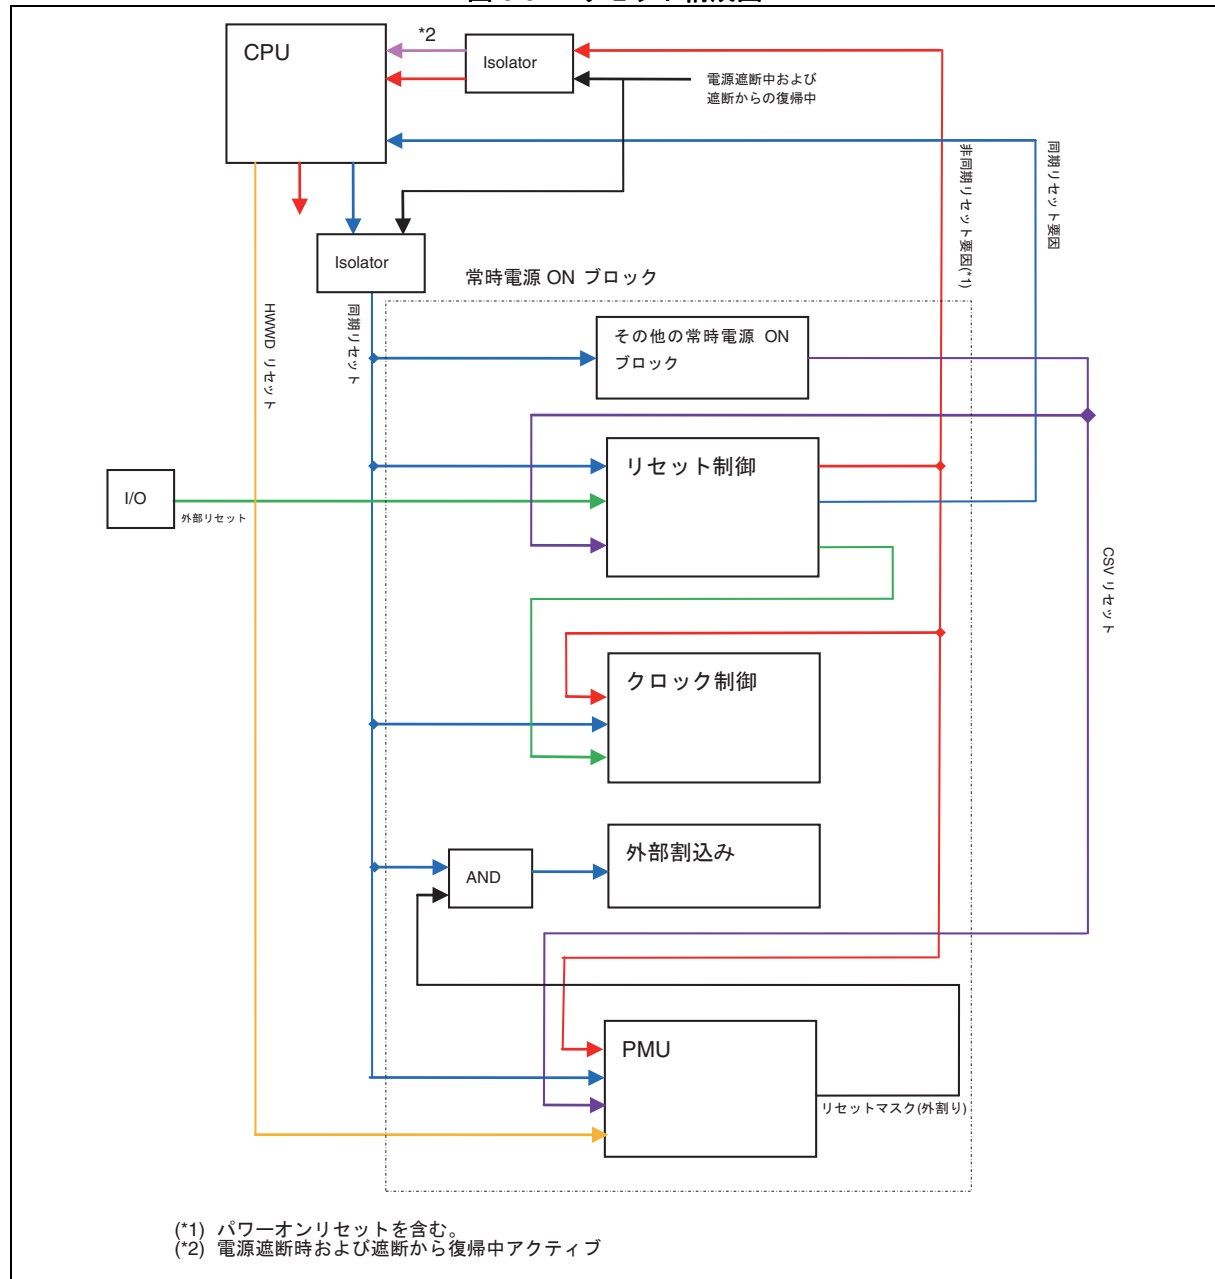 CPU
*2
Isolator
電源遮断中および
遮断からの復帰中
非同期リセット要因(*1)
同期リセット要因
Isolator
常時電源 ON ブロック
HWWD リセット
同期リセット
その他の常時電源 ON
ブロック
リセット制御
I/O
外部リセット
CSV リセット
クロック制御
外部割込み
AND
PMU
リセットマスク(外割り)
(*1) パワーオンリセットを含む。
(*2) 電源遮断時および遮断から復帰中アクティブ